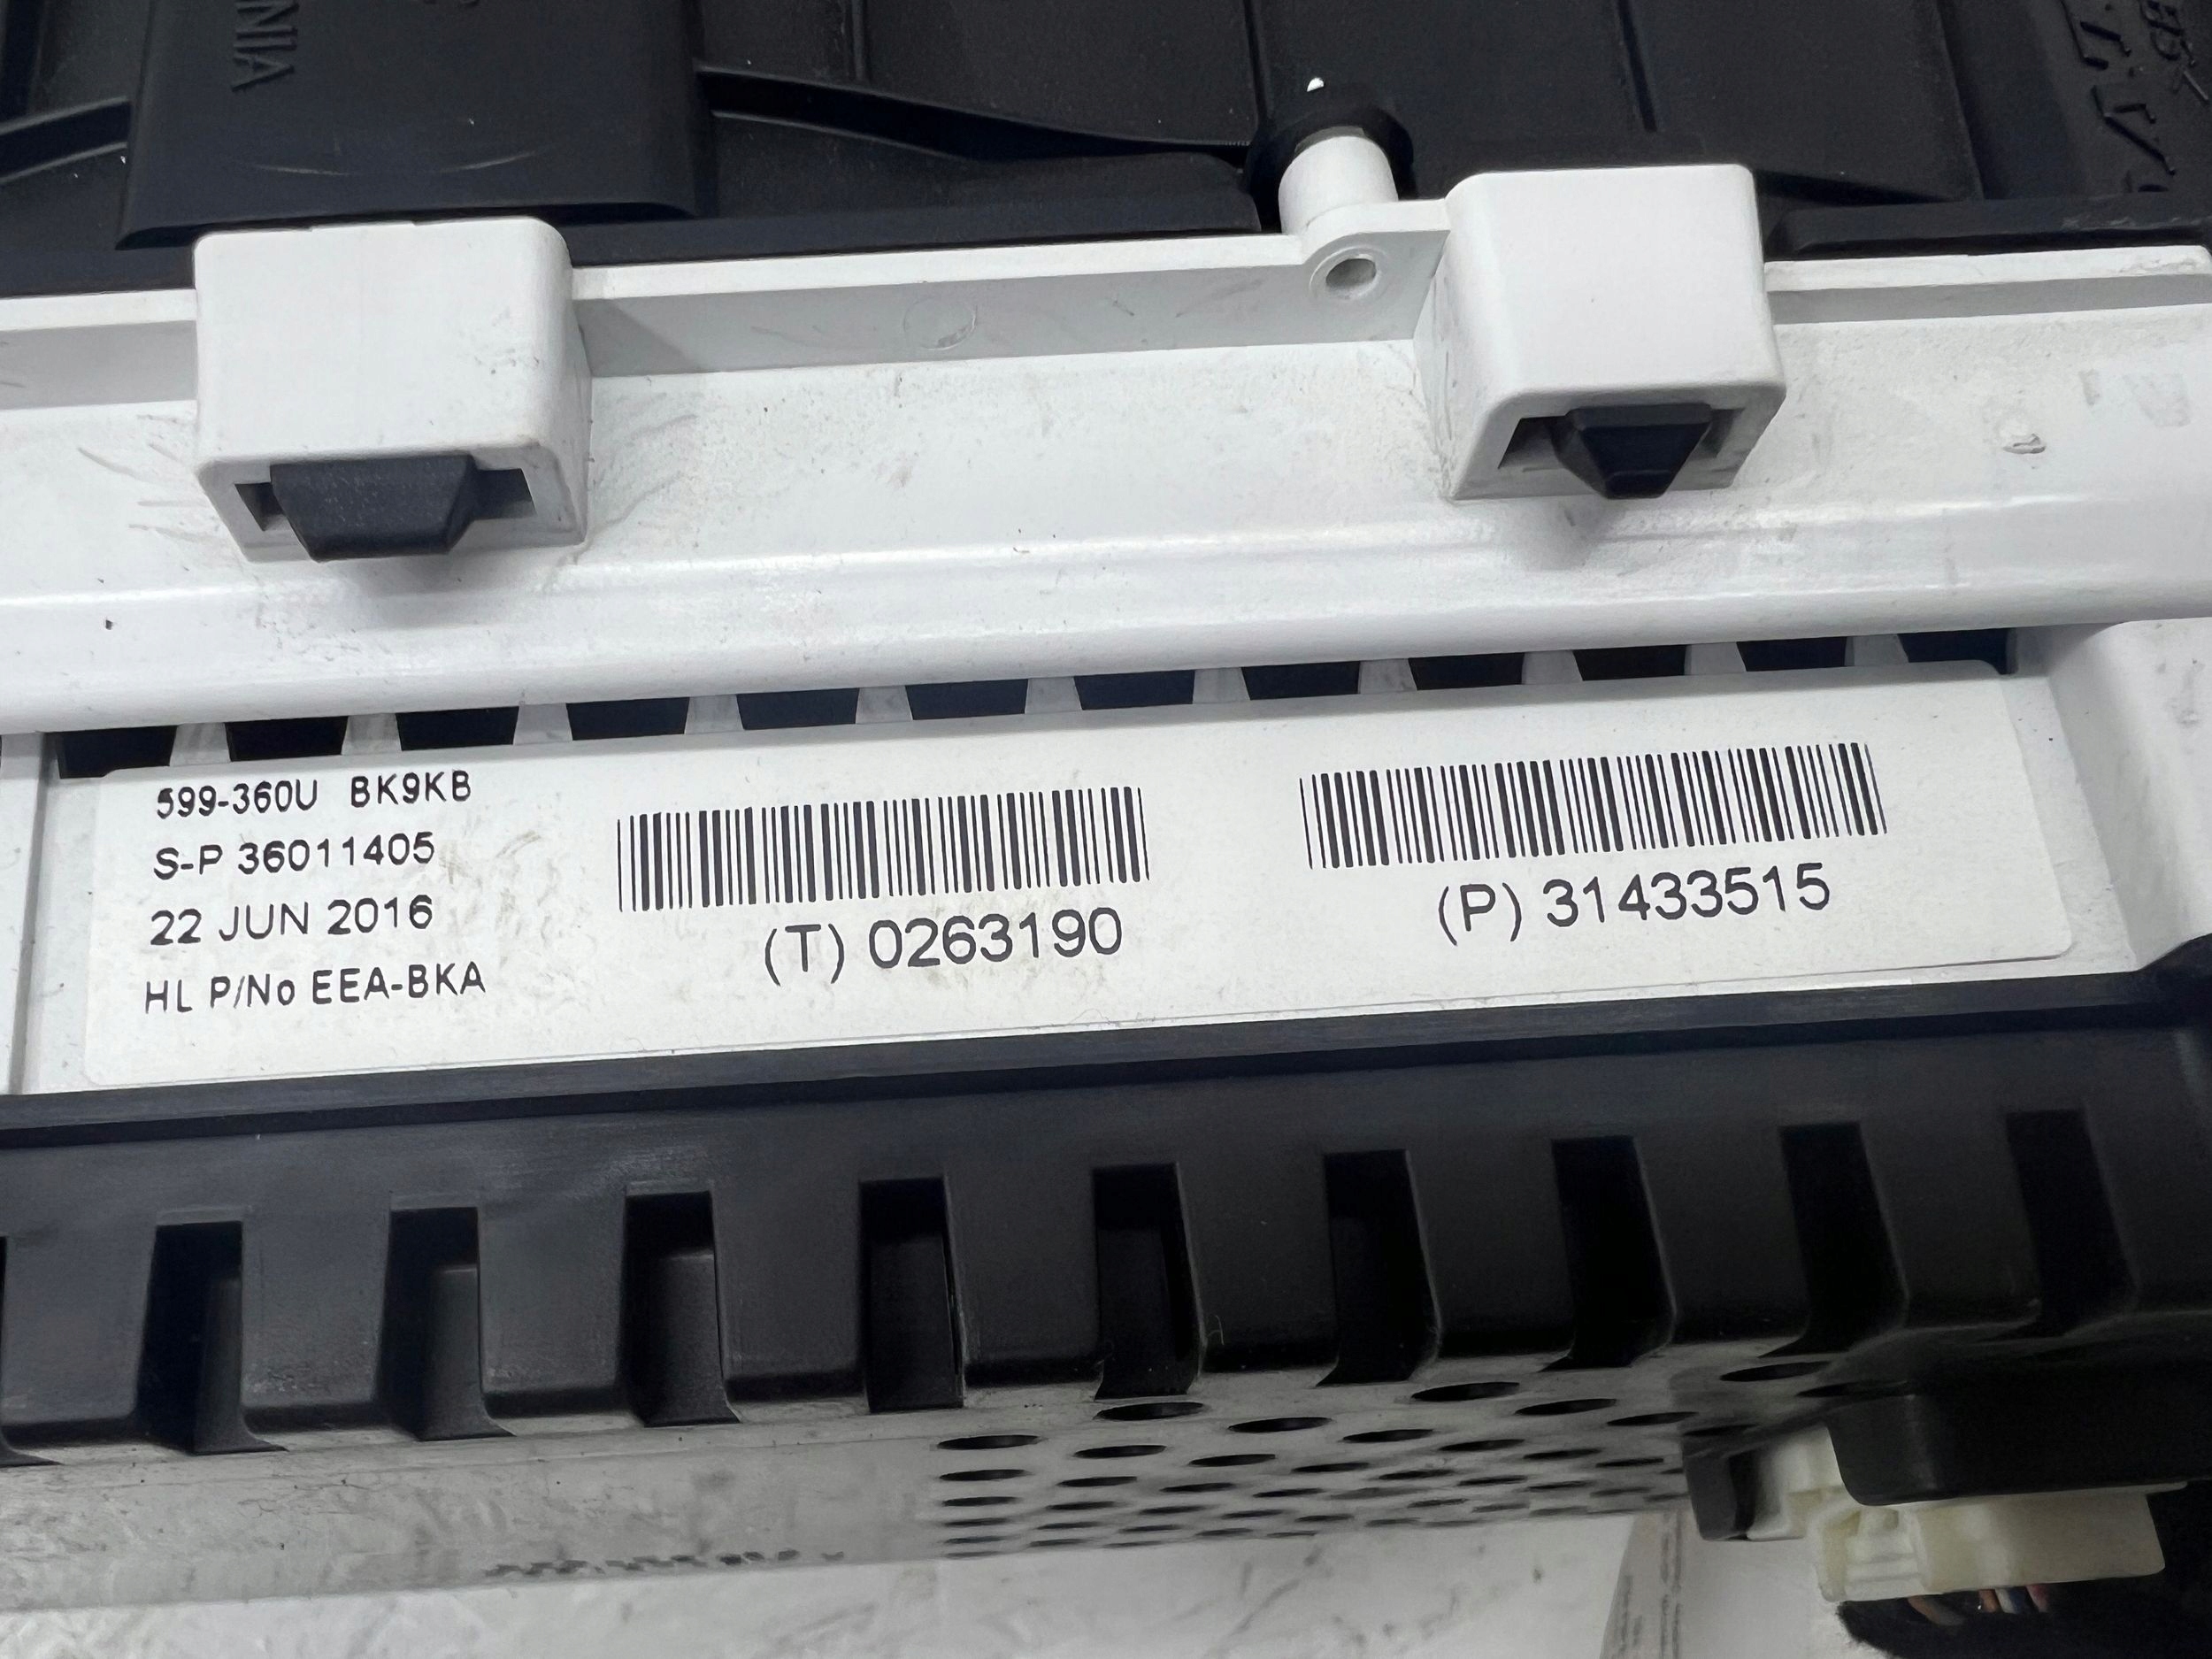 599-360U BK9KB
S-P 36011405
22 JUN 2016
HL P/No EEA-BKA
(T) 0263190
(P) 31433515